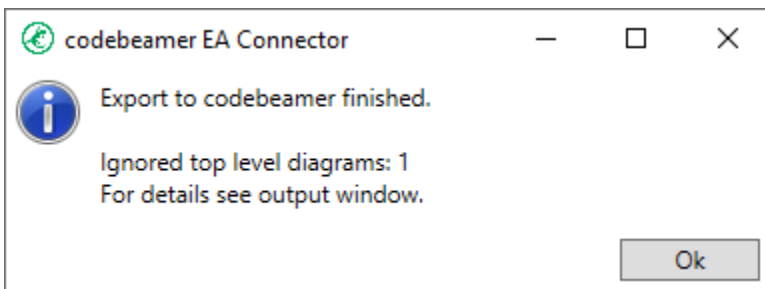 codebeamer EA Connector
Export to codebeamer finished.
Ignored top level diagrams: 1
For details see output window.
Ok